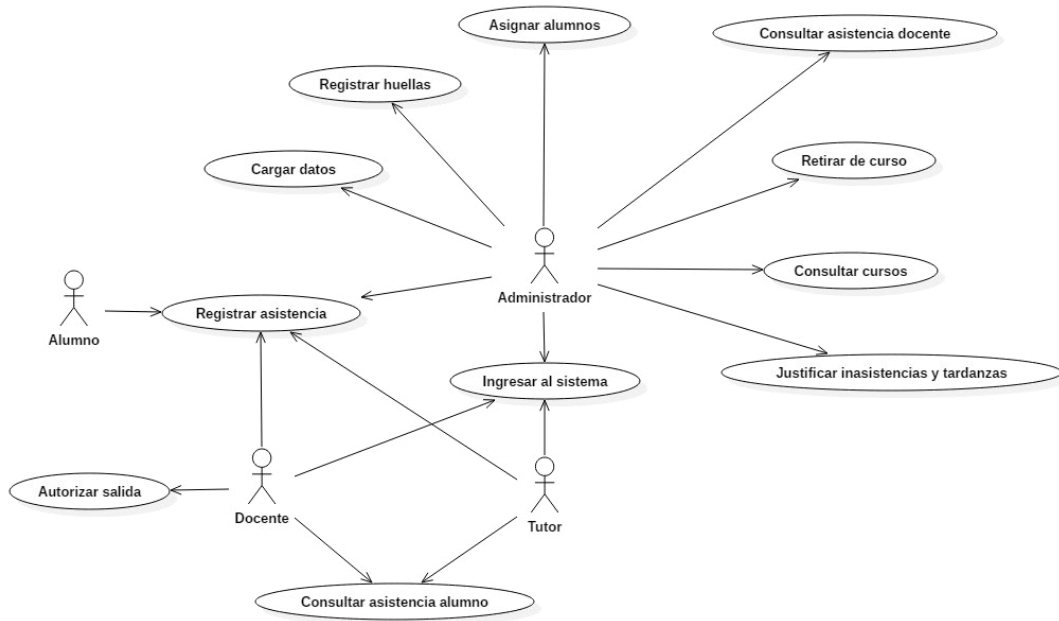 Asignar alumnos
Consultar asistencia docente
Registrar huellas
Retirar de curso
Cargar datos
Consultar cursos
Administrador
Registrar asistencia
Alumno
Ingresar al sistema
Justificar inasistencias y tardanzas
Autorizar salida
Docente
Tutor
Consultar asistencia alumno